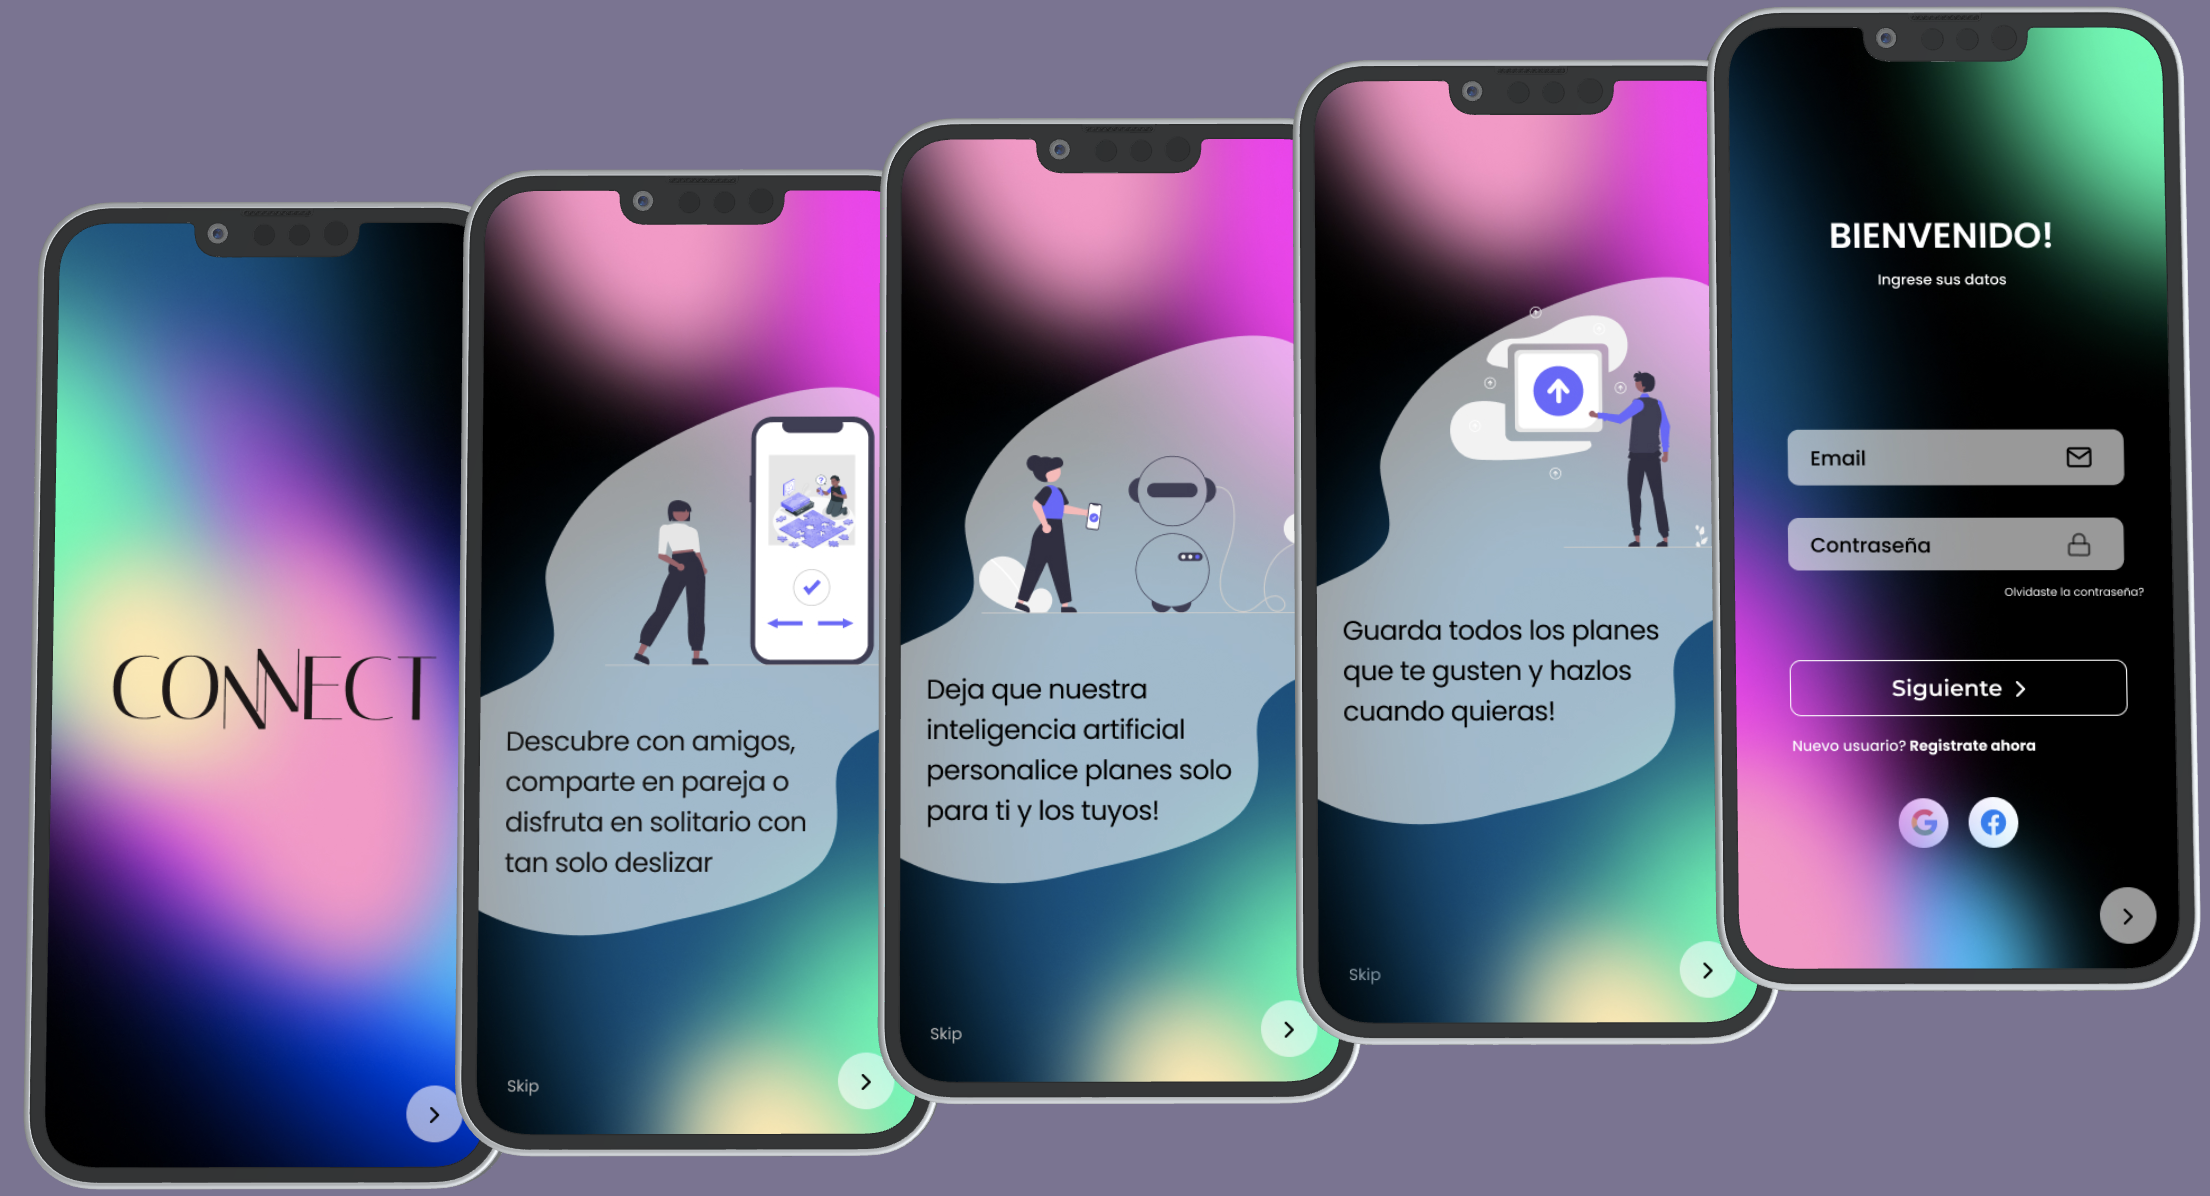 CONNECT
Descubre con amigos,
comparte en pareja o
disfruta en solitario con
tan solo deslizar
Skip
Deja que nuestra
inteligencia artificial
personalice planes solo
para ti y los tuyos!
Skip
Guarda todos los planes
que te gusten y hazlos
cuando quieras!
Skip
BIENVENIDO!
Ingrese sus datos
Email
Contraseña
Olvidaste la contraseña?
Siguiente
Nuevo usuario? Registrate ahora